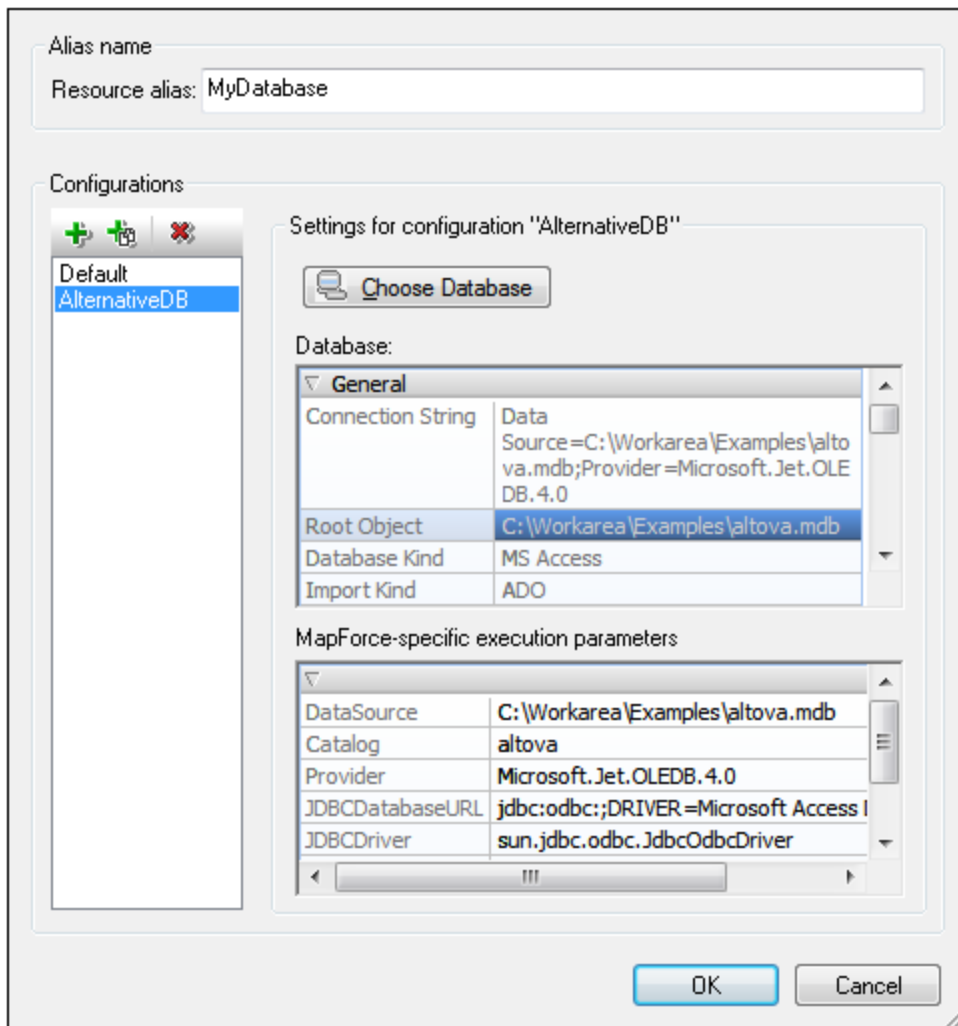 Alias name
Resource alias: MyDatabase
Configurations
Default
AlternativeDB
Settings for configuration "AlternativeDB"
Choose Database
Database:
General
Connection String Data
Source=C:\Workarea\Examples\alto
va.mdb;Provider=Microsoft.Jet.OLE
DB.4.0
Root Object C:\Workarea\Examples\altova.mdb
Database Kind MS Access
Import Kind ADO
MapForce-specific execution parameters
DataSource C:\Workarea\Examples\altova.mdb
Catalog altova
Provider Microsoft.Jet.OLEDB.4.0
JDBCDatabaseURL jdbc:odbc:;DRIVER=Microsoft Access
JDBCDriver sun.jdbc.odbc.JdbcOdbcDriver
OK Cancel